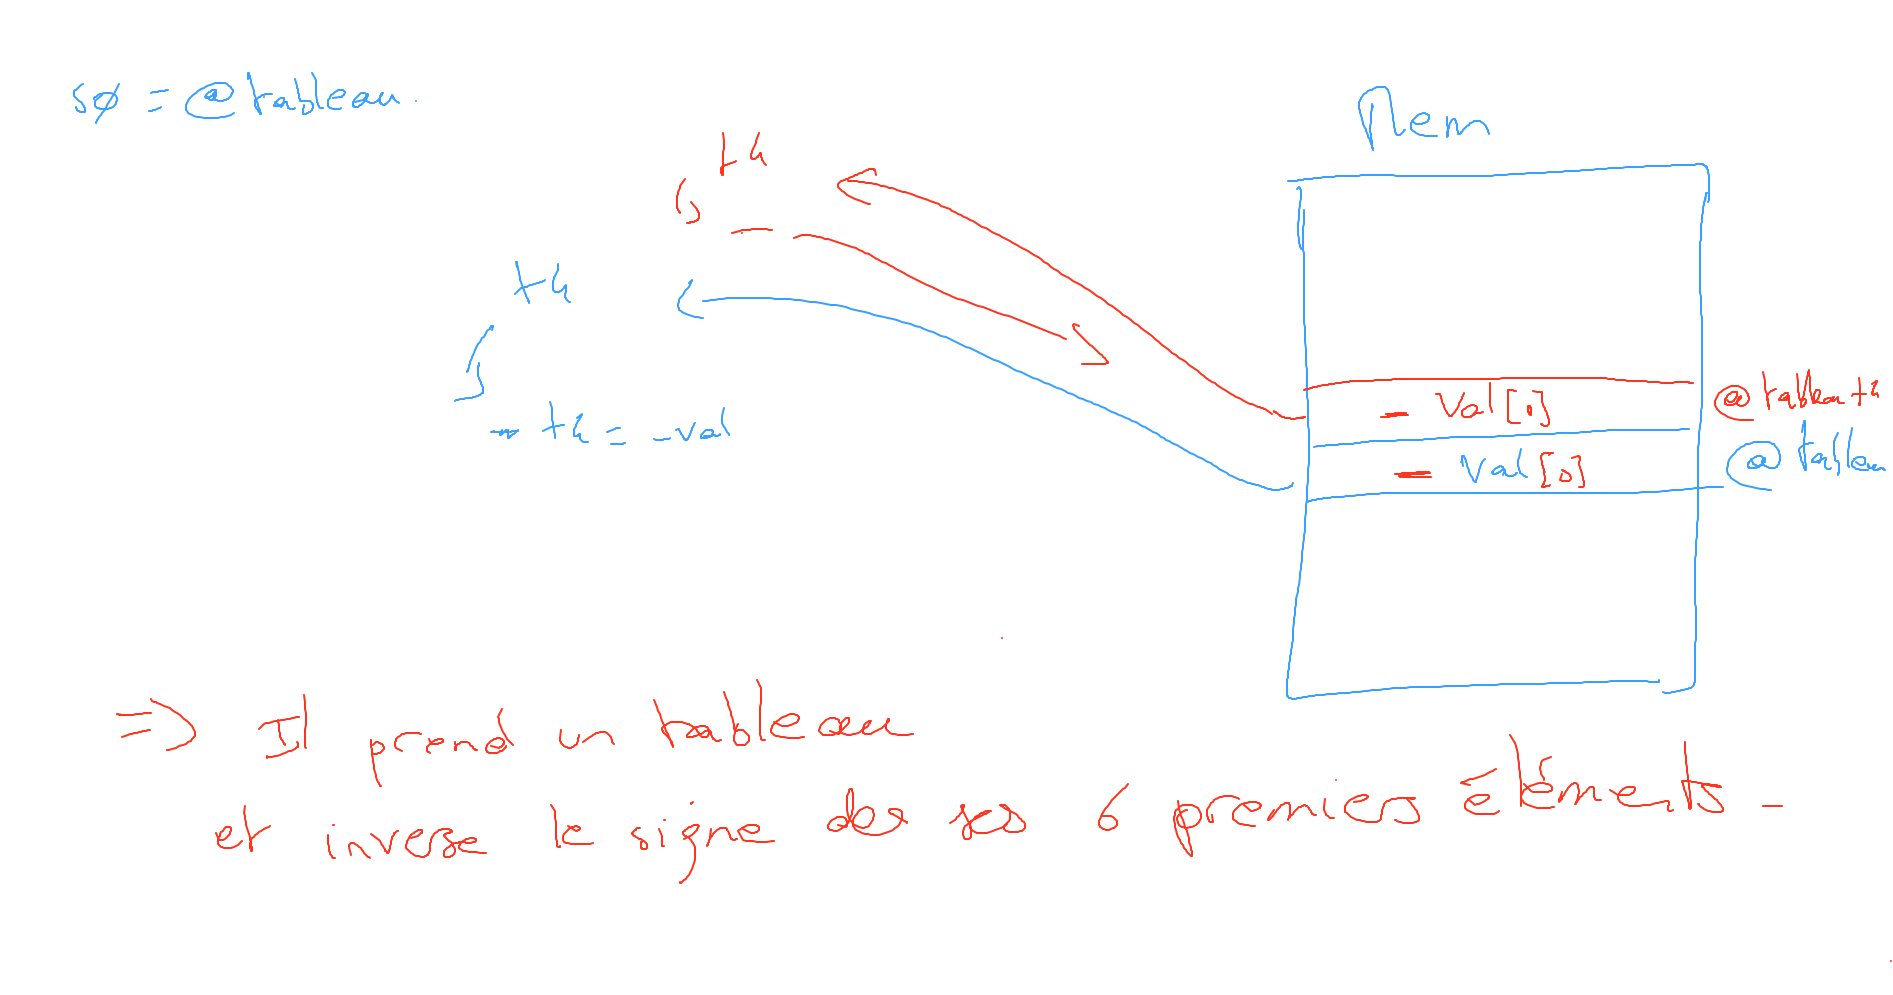 sø = @tableau.
Mem
t4
t4
t4 = -val
- Val[1]
@tableau+4
- Val[0]
@tableau
=> Il prend un tableau
et inverse le signe des ses 6 premiers éléments -